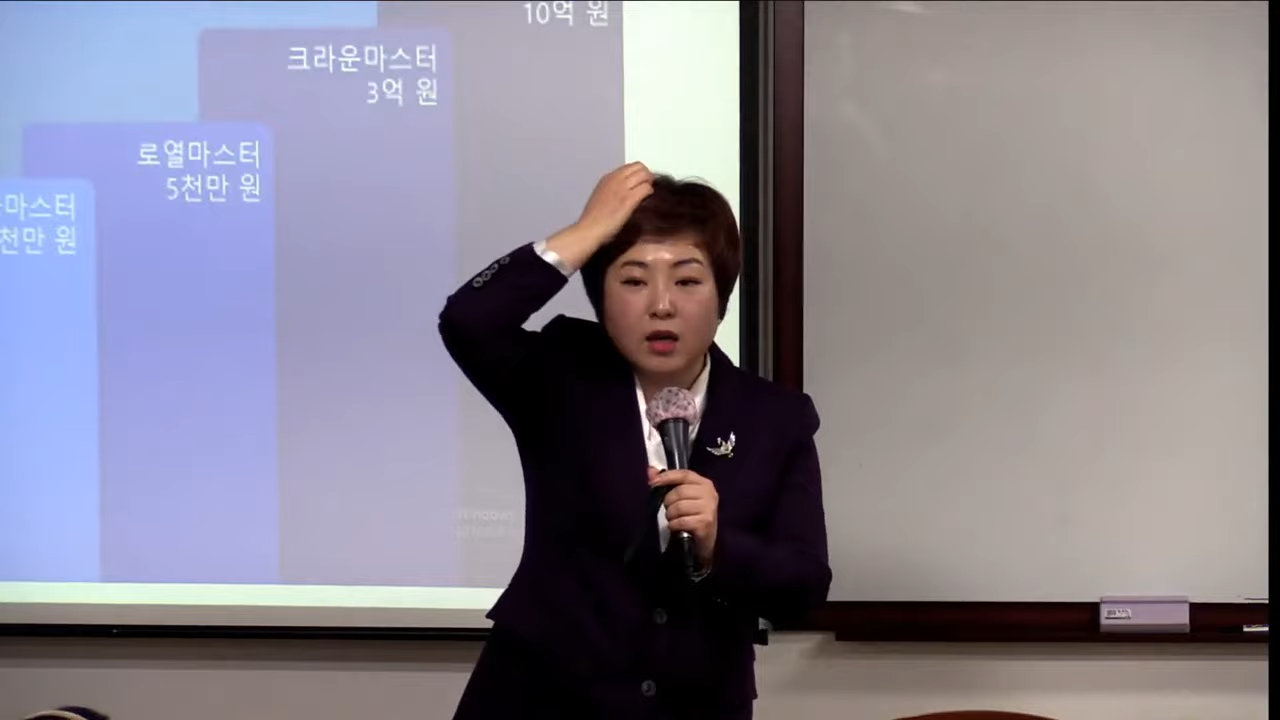 10억 원
크라운마스터
3억 원
로열마스터
5천만 원
마스터
천만 원